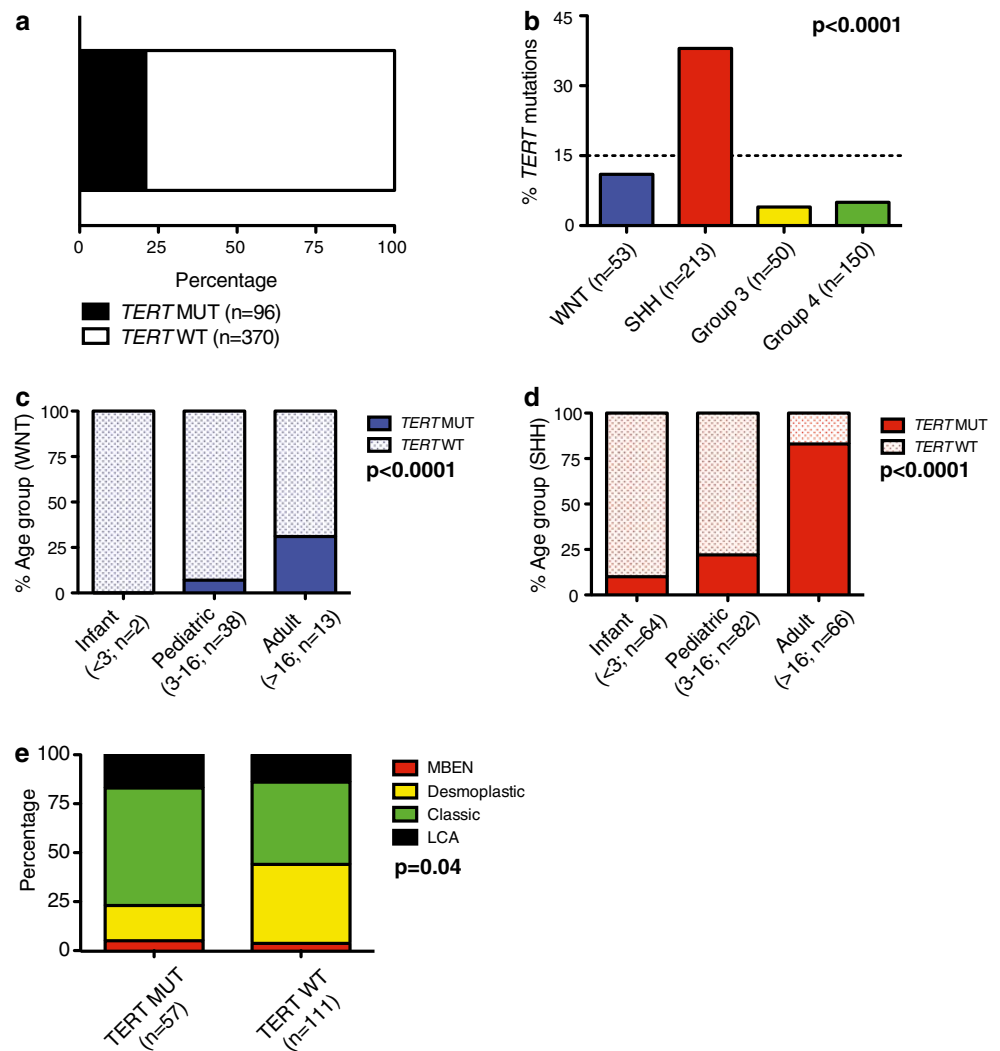 a
0 25 50 75 100
Percentage
TERT MUT (n=96)
TERT WT (n=370)
b
p<0.0001
% TERT mutations
45
30
15
0
WNT (n=53)
SHH (n=213)
Group 3 (n=50)
Group 4 (n=150)
c
% Age group (WNT)
100
75
50
25
0
Infant
(<3; n=2)
Pediatric
(3-16; n=38)
Adult
(>16; n=13)
TERT MUT
TERT WT
p<0.0001
d
% Age group (SHH)
100
75
50
25
0
Infant
(<3; n=64)
Pediatric
(3-16; n=82)
Adult
(>16; n=66)
TERT MUT
TERT WT
p<0.0001
e
Percentage
100
75
50
25
0
TERT MUT
(n=57)
TERT WT
(n=111)
MBEN
Desmoplastic
Classic
LCA
p=0.04